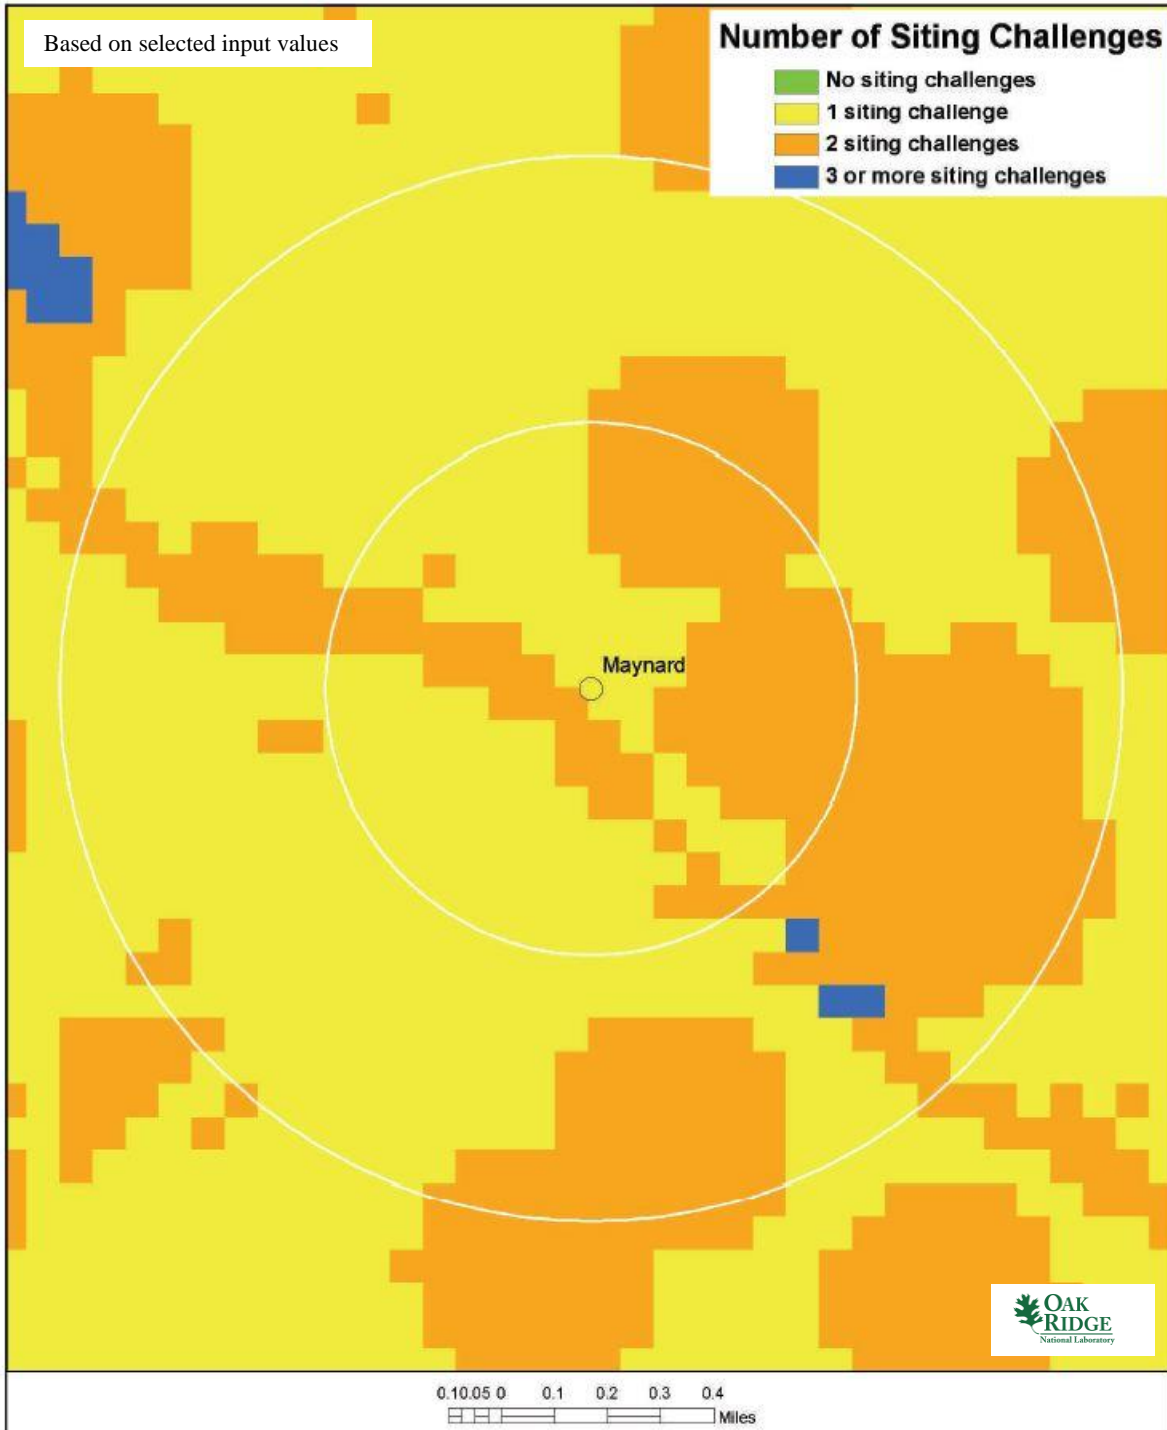 Based on selected input values
Number of Siting Challenges
No siting challenges
1 siting challenge
2 siting challenges
3 or more siting challenges
Maynard
OAK
RIDGE
National Laboratory
0.10.05 0 0.1 0.2 0.3 0.4
Miles